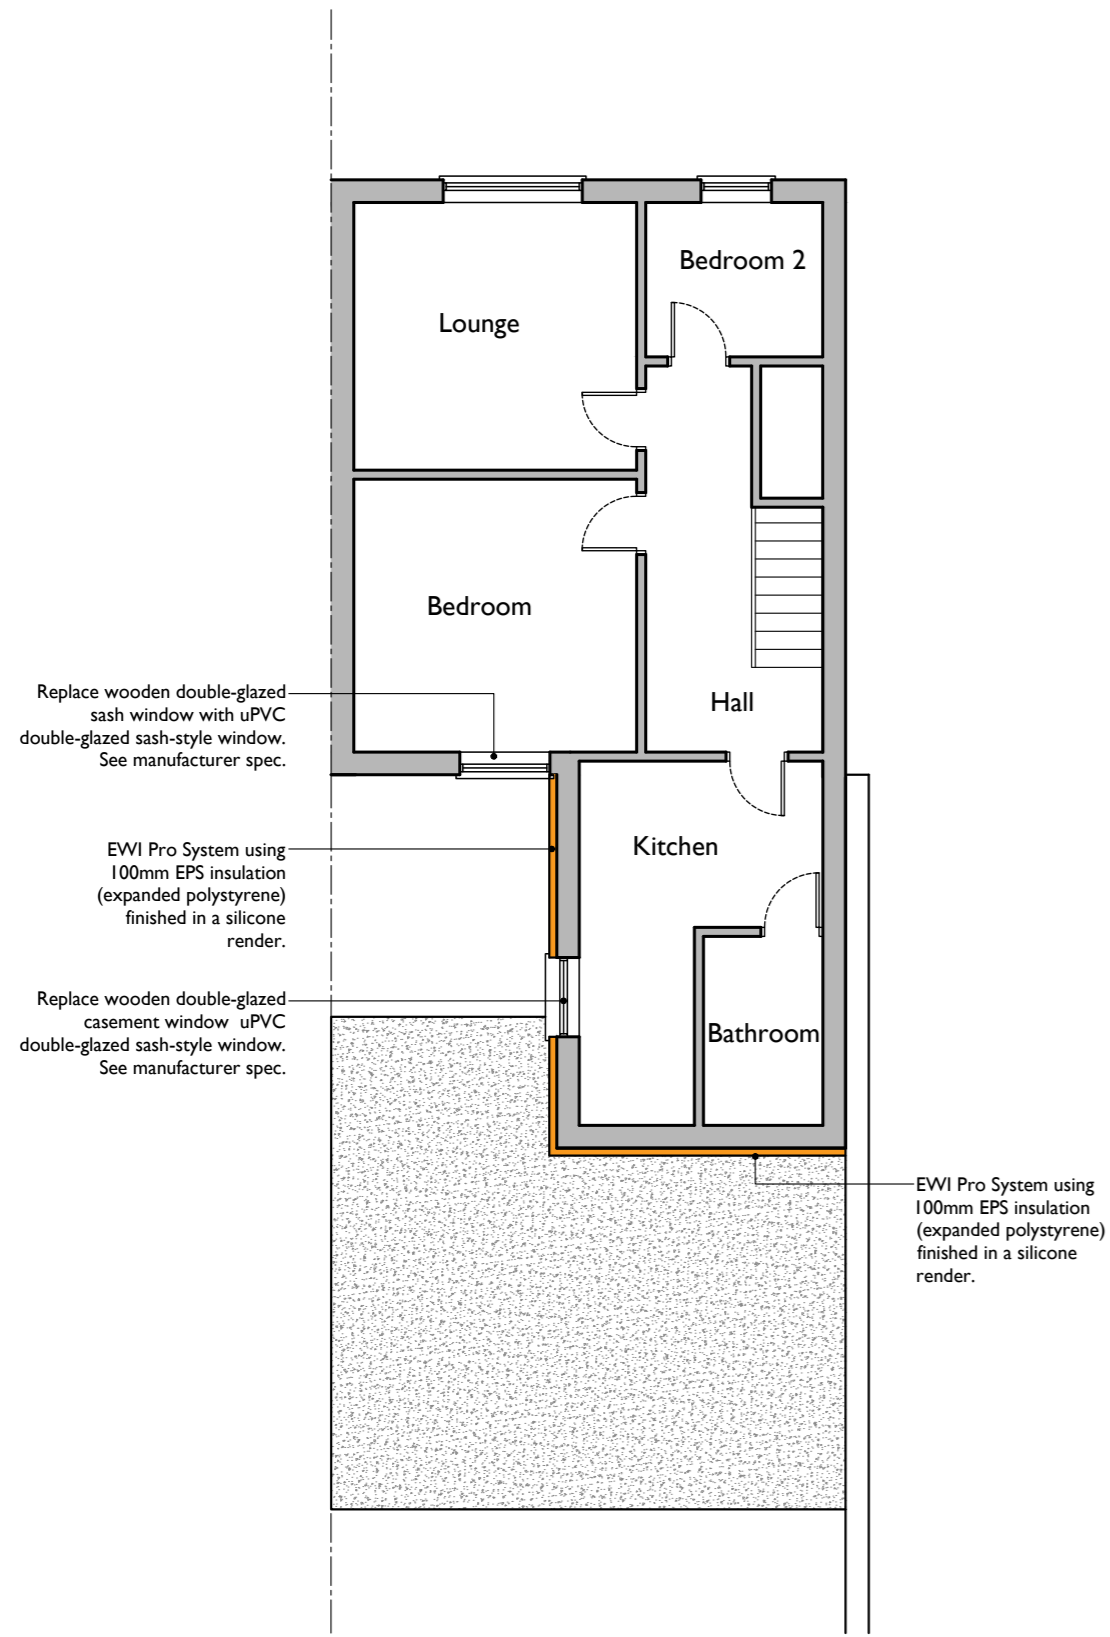 Bedroom 2
Lounge
Bedroom
Replace wooden double-glazed
sash window with uPVC
double-glazed sash-style window.
See manufacturer spec.
Hall
EWI Pro System using
100mm EPS insulation
(expanded polystyrene)
finished in a silicone
render.
Kitchen
Replace wooden double-glazed
casement window uPVC
double-glazed sash-style window.
See manufacturer spec.
Bathroom
EWI Pro System using
100mm EPS insulation
(expanded polystyrene)
finished in a silicone
render.